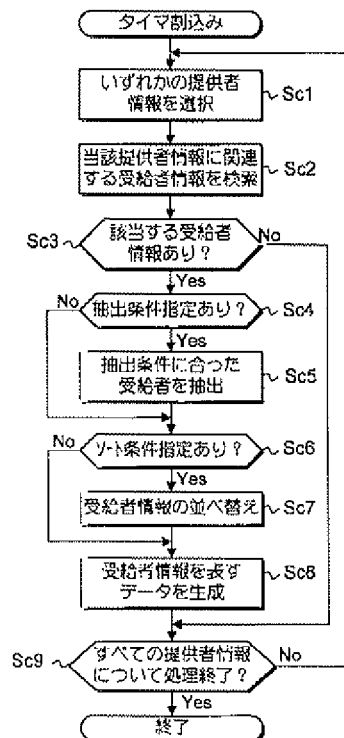 タイマ割込み
いずれかの提供者
情報を選択
Sc1
当該提供者情報に関連
する受給者情報を検索
Sc2
Sc3
該当する受給者
情報あり?
No
Yes
No
抽出条件指定あり?
Sc4
Yes
抽出条件に合った
受給者を抽出
Sc5
No
ソート条件指定あり?
Sc6
Yes
受給者情報の並べ替え
Sc7
受給者情報を表す
データを生成
Sc8
Sc9
すべての提供者情報
について処理終了?
No
Yes
終了